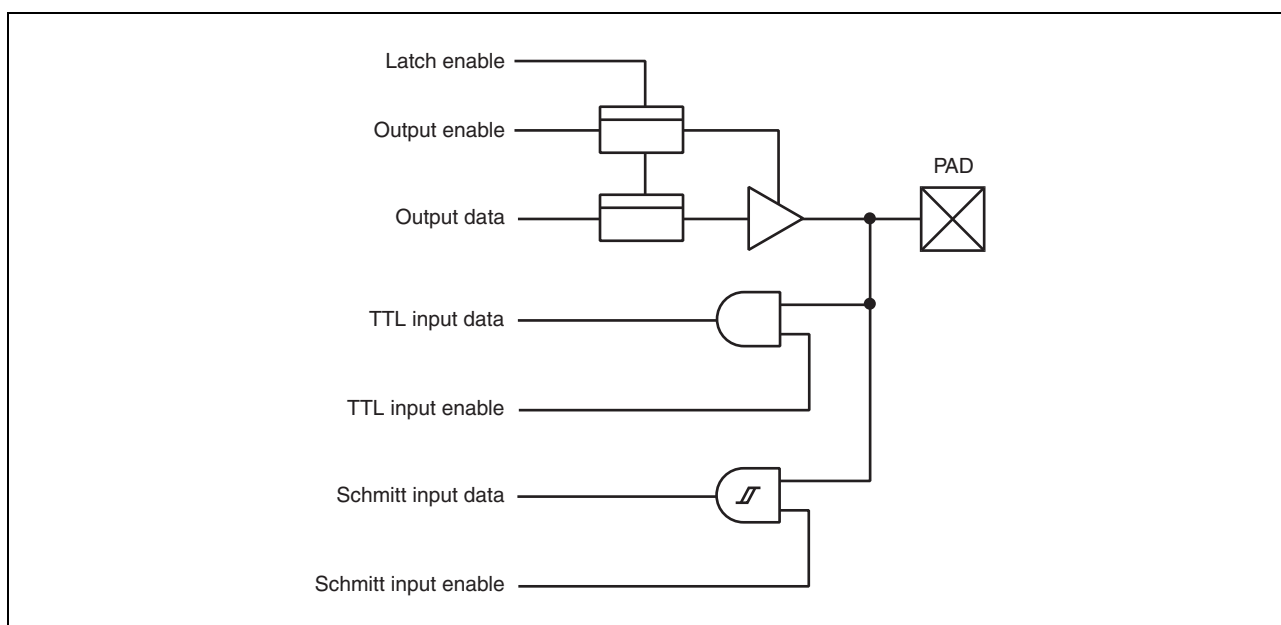 Latch enable
Output enable
PAD
Output data
TTL input data
TTL input enable
Schmitt input data
Schmitt input enable